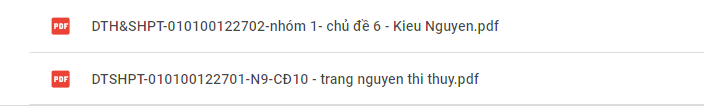 PDF DTH&SHPT-010100122702-nhóm 1- chủ đề 6 - Kieu Nguyen.pdf
PDF DTSHPT-010100122701-N9-CĐ10 - trang nguyen thi thuy.pdf